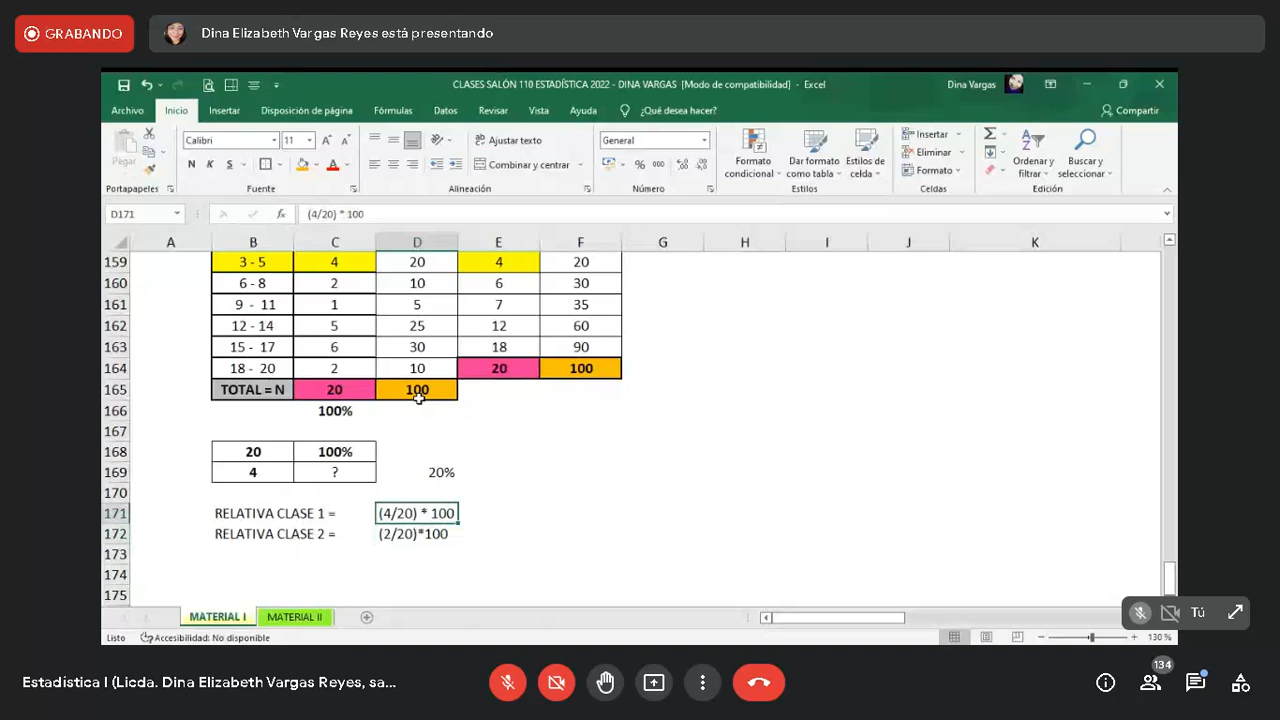 GRABANDO
Dina Elizabeth Vargas Reyes está presentando
CLASES SALÓN 110 ESTADÍSTICA 2022 - DINA VARGAS [Modo de compatibilidad] - Excel
Dina Vargas
Archivo Inicio Insertar Disposición de página Fórmulas Datos Revisar Vista Ayuda ¿Qué desea hacer? Compartir
Pegar
Calibri 11
N K S
Ajustar texto
Combinar y centrar
General
% 000
Formato condicional
Dar formato como tabla
Estilos de celda
Insertar
Eliminar
Formato
Ordenar y filtrar
Buscar y seleccionar
Portapapeles Fuente Alineación Número Estilos Celdas Edición
D171 fx (4/20) * 100
A B C D E F G H I J K
159 3 - 5 4 20 4 20
160 6 - 8 2 10 6 30
161 9 - 11 1 5 7 35
162 12 - 14 5 25 12 60
163 15 - 17 6 30 18 90
164 18 - 20 2 10 20 100
165 TOTAL = N 20 100
166 100%
167
168 20 100%
169 4 ? 20%
170
171 RELATIVA CLASE 1 = (4/20) * 100
172 RELATIVA CLASE 2 = (2/20)*100
173
174
175
MATERIAL I MATERIAL II
Tú
Listo Accesibilidad: No disponible 130 %
Estadística I (Licda. Dina Elizabeth Vargas Reyes, sa...
134